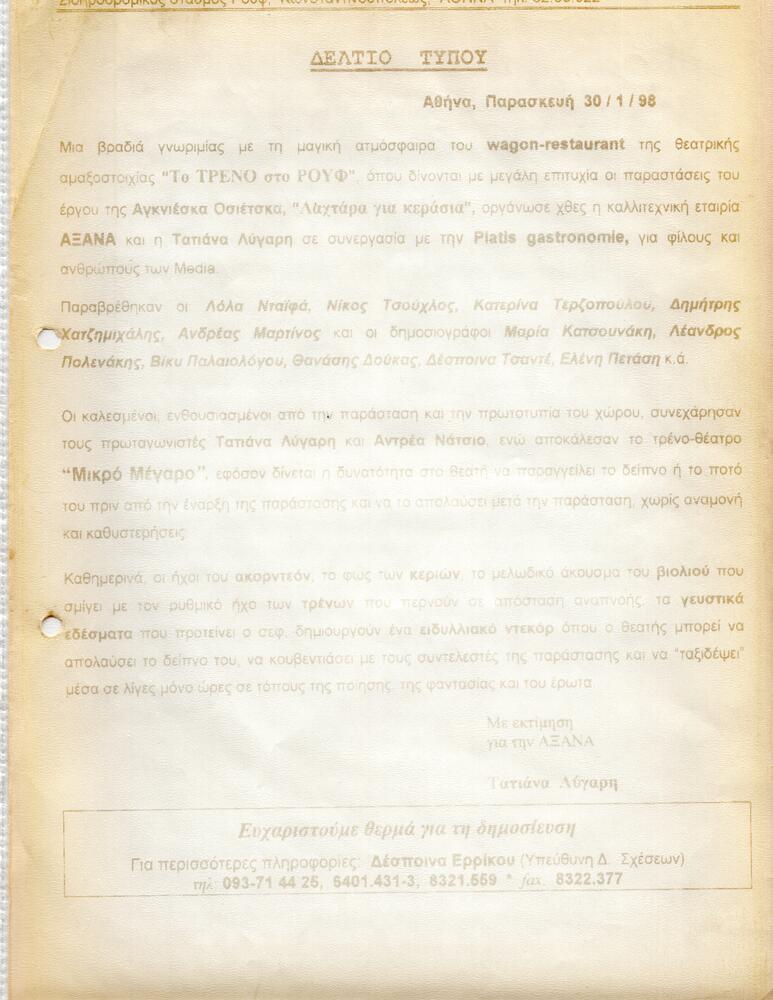 Σιδηροδρομικός Σταθμός Ρουφ, Κωνσταντινουπόλεως, ΑΘΗΝΑ τηλ.
ΔΕΛΤΙΟ ΤΥΠΟΥ
Αθήνα, Παρασκευή 30 / 1 / 98
Μια βραδιά γνωριμίας με τη μαγική ατμόσφαιρα του wagon-restaurant της θεατρικής
αμαξοστοιχίας "Το ΤΡΕΝΟ στο ΡΟΥΦ", όπου δίνονται με μεγάλη επιτυχία οι παραστάσεις του
έργου της Αγκνιέσκα Οσιέτσκα, "Λαχτάρα για κεράσια", οργάνωσε χθες η καλλιτεχνική εταιρία
ΑΞΑΝΑ και η Τατιάνα Λύγαρη σε συνεργασία με την Platis gastronomie, για φίλους και
ανθρώπους των Media.
Παραβρέθηκαν οι Λόλα Νταϊφά, Νίκος Τσούχλος, Κατερίνα Τερζοπούλου, Δημήτρης
Χατζημιχάλης, Ανδρέας Μαρτίνος και οι δημοσιογράφοι Μαρία Κατσουνάκη, Λέανδρος
Πολενάκης, Βίκυ Παλαιολόγου, Θανάσης Δούκας, Δέσποινα Τσαντέ, Ελένη Πετάση κ.ά.
Οι καλεσμένοι, ενθουσιασμένοι από την παράσταση και την πρωτοτυπία του χώρου, συνεχάρησαν
τους πρωταγωνιστές Τατιάνα Λύγαρη και Αντρέα Νάτσιο, ενώ αποκάλεσαν το τρένο-θέατρο
"Μικρό Μέγαρο", εφόσον δίνεται η δυνατότητα στο θεατή να παραγγείλει το δείπνο ή το ποτό
του πριν από την έναρξη της παράστασης και να το απολαύσει μετά την παράσταση, χωρίς αναμονή
και καθυστερήσεις.
Καθημερινά, οι ήχοι του ακορντεόν, το φως των κεριών, το μελωδικό άκουσμα του βιολιού που
σμίγει με τον ρυθμικό ήχο των τρένων που περνούν σε απόσταση αναπνοής, τα γευστικά
εδέσματα που προτείνει ο σεφ, δημιουργούν ένα ειδυλλιακό ντεκόρ όπου ο θεατής μπορεί να
απολαύσει το δείπνο του, να κουβεντιάσει με τους συντελεστές της παράστασης και να "ταξιδέψει"
μέσα σε λίγες μόνο ώρες σε τόπους της ποίησης, της φαντασίας και του έρωτα.
Με εκτίμηση
για την ΑΞΑΝΑ
Τατιάνα Λύγαρη
Ευχαριστούμε θερμά για τη δημοσίευση
Για περισσότερες πληροφορίες: Δέσποινα Ερρίκου (Υπεύθυνη Δ. Σχέσεων)
τηλ: 093-71 44 25, 6401.431-3, 8321.559 * fax. 8322.377